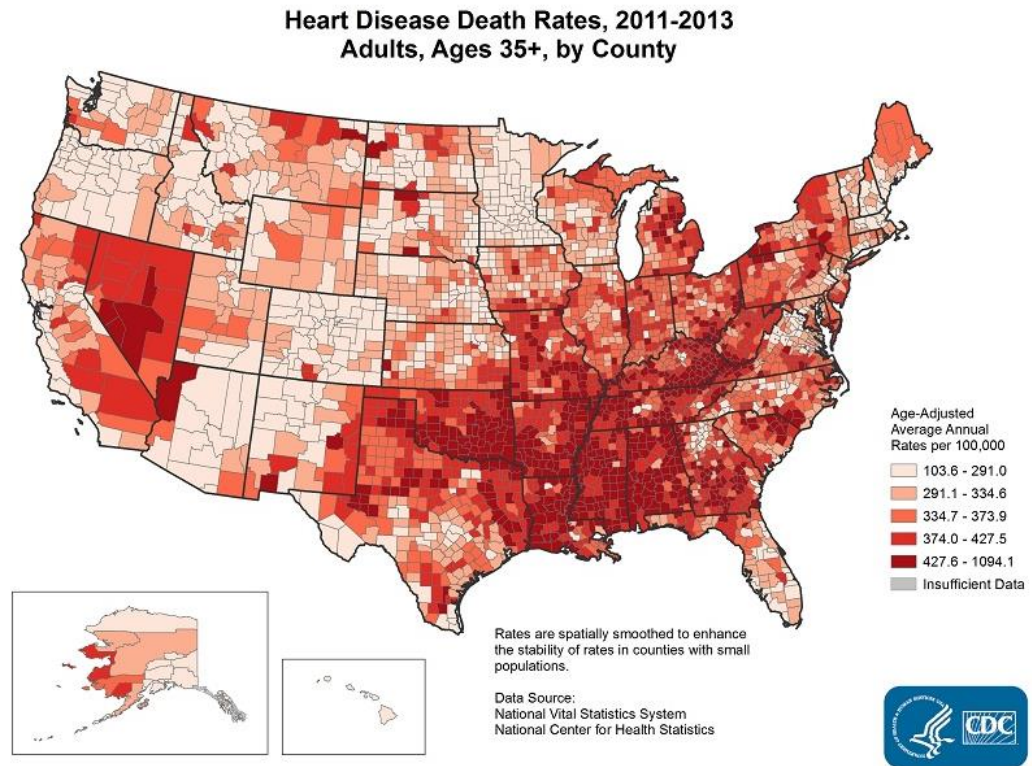 Heart Disease Death Rates, 2011-2013
Adults, Ages 35+, by County
Age-Adjusted
Average Annual
Rates per 100,000
103.6 - 291.0
291.1 - 334.6
334.7 - 373.9
374.0 - 427.5
427.6 - 1094.1
Insufficient Data
Rates are spatially smoothed to enhance
the stability of rates in counties with small
populations.
Data Source:
National Vital Statistics System
National Center for Health Statistics
CDC